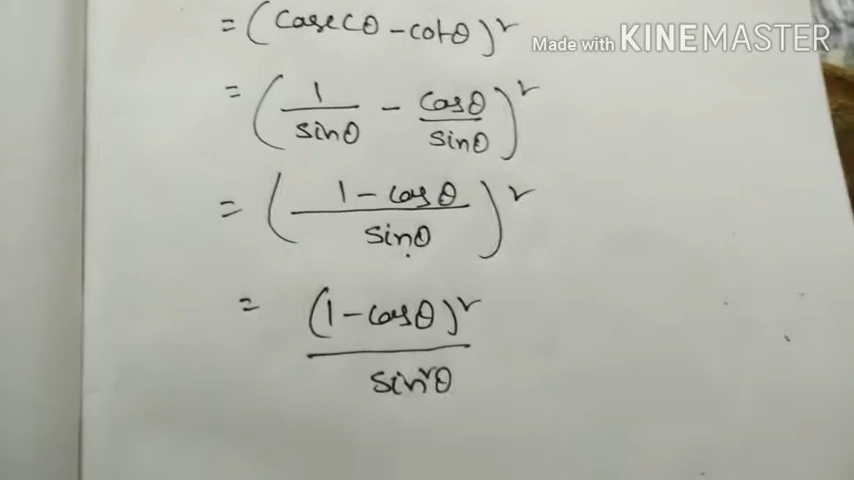 = (cosecθ - cotθ)²
Made with KINEMASTER
= (1/sinθ - cosθ/sinθ)²
= (1 - cosθ/sinθ)²
= (1 - cosθ)²/sin²θ